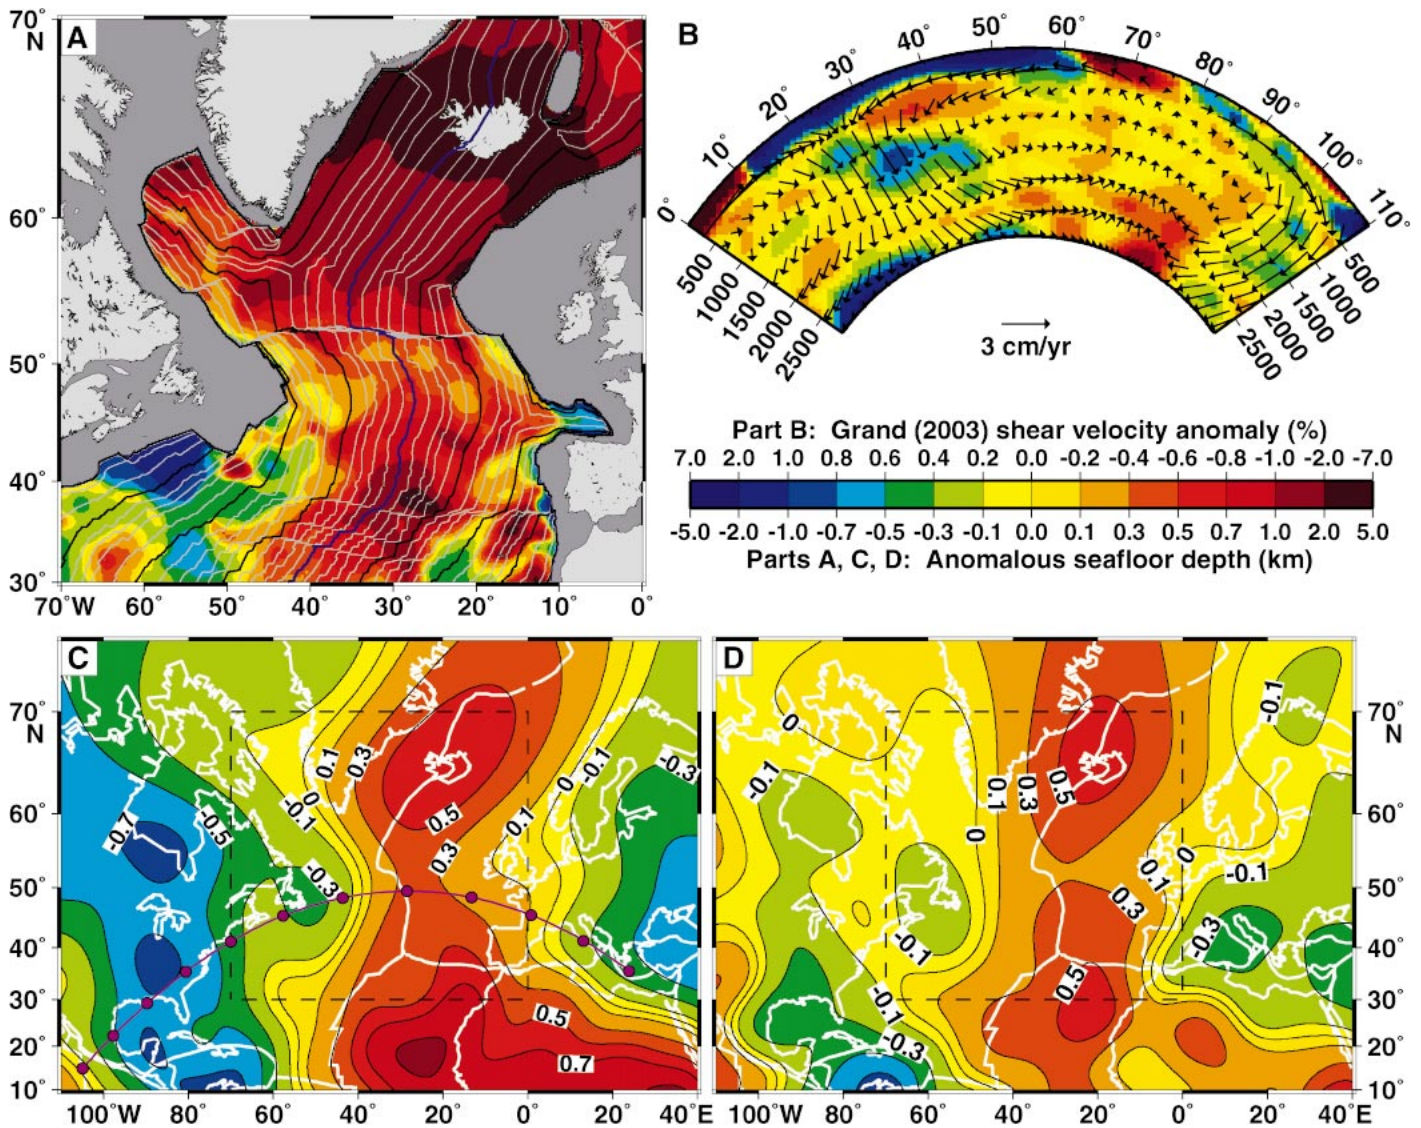 A
70°
N
60°
50°
40°
30°
70°W 60° 50° 40° 30° 20° 10° 0°
B
0° 10° 20° 30° 40° 50° 60° 70° 80° 90° 100° 110°
500 1000 1500 2000 2500
500 1000 1500 2000 2500
3 cm/yr
Part B: Grand (2003) shear velocity anomaly (%)
7.0 2.0 1.0 0.8 0.6 0.4 0.2 0.0 -0.2 -0.4 -0.6 -0.8 -1.0 -2.0 -7.0
-5.0 -2.0 -1.0 -0.7 -0.5 -0.3 -0.1 0.0 0.1 0.3 0.5 0.7 1.0 2.0 5.0
Parts A, C, D: Anomalous seafloor depth (km)
C
70°
N
60°
50°
40°
30°
20°
10°
0.1
0.3
0
-0.1
-0.1
0
-0.3
-0.7
-0.5
0.5
0.1
0.3
-0.3
0.5
0.7
100°W 80° 60° 40° 20° 0° 20° 40°E
D
0
-0.1
-0.1
0.1
0.3
0.5
0
0
0.1
-0.1
0.3
-0.3
-0.1
0.5
-0.1
-0.3
70°
N
60°
50°
40°
30°
20°
10°
100°W 80° 60° 40° 20° 0° 20° 40°E